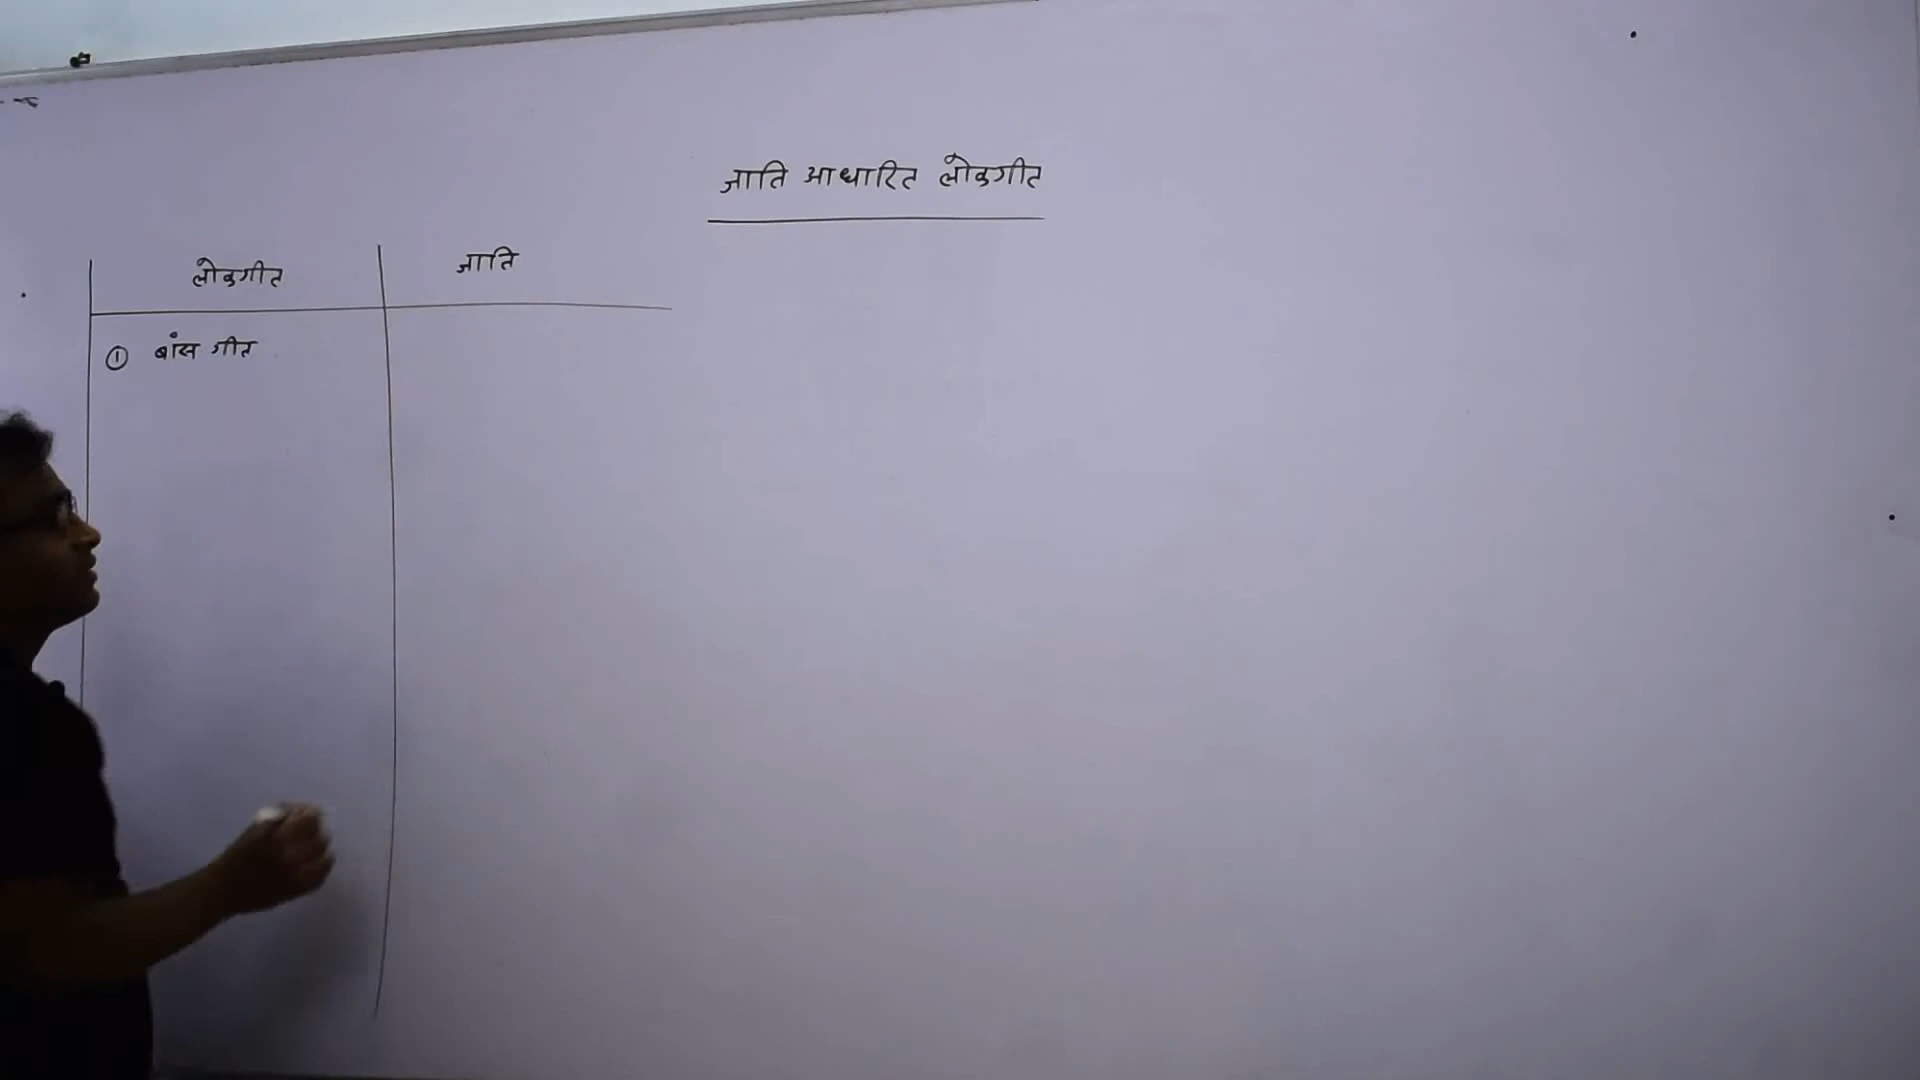 जाति आधारित लोकगीत
लोकगीत जाति
① बांस गीत